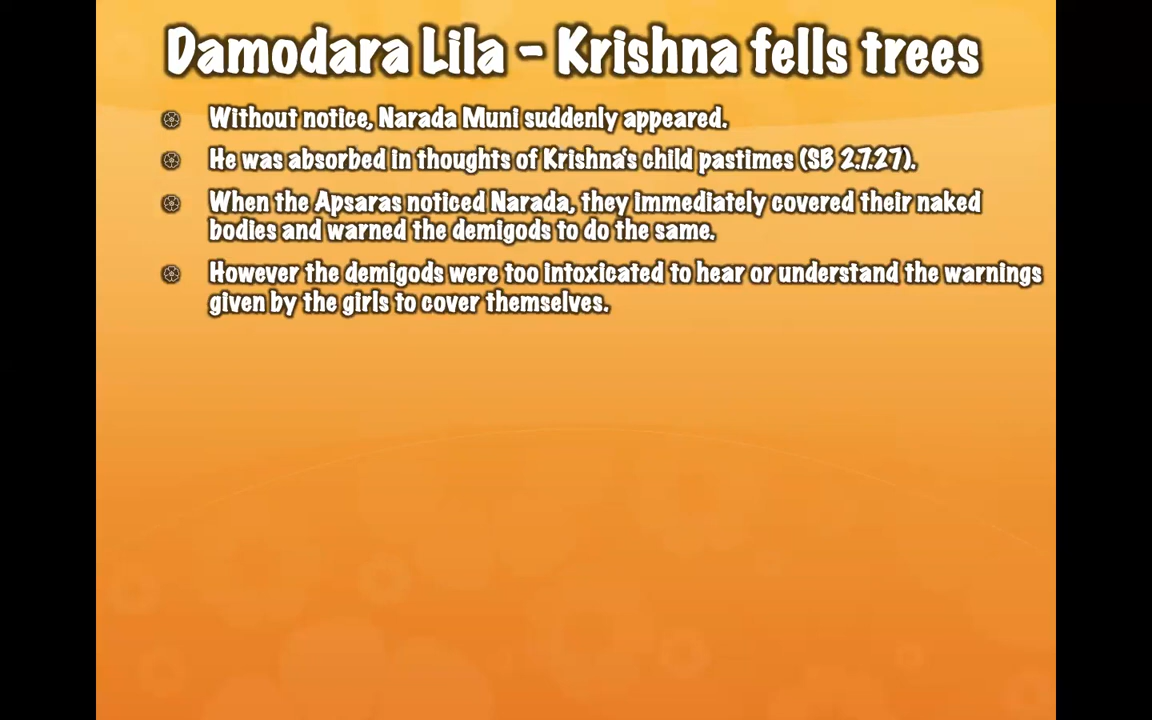 Damodara Lila - Krishna fells trees
Without notice, Narada Muni suddenly appeared.
He was absorbed in thoughts of Krishna's child pastimes (SB 2.7.27).
When the Apsaras noticed Narada, they immediately covered their naked
bodies and warned the demigods to do the same.
However the demigods were too intoxicated to hear or understand the warnings
given by the girls to cover themselves.